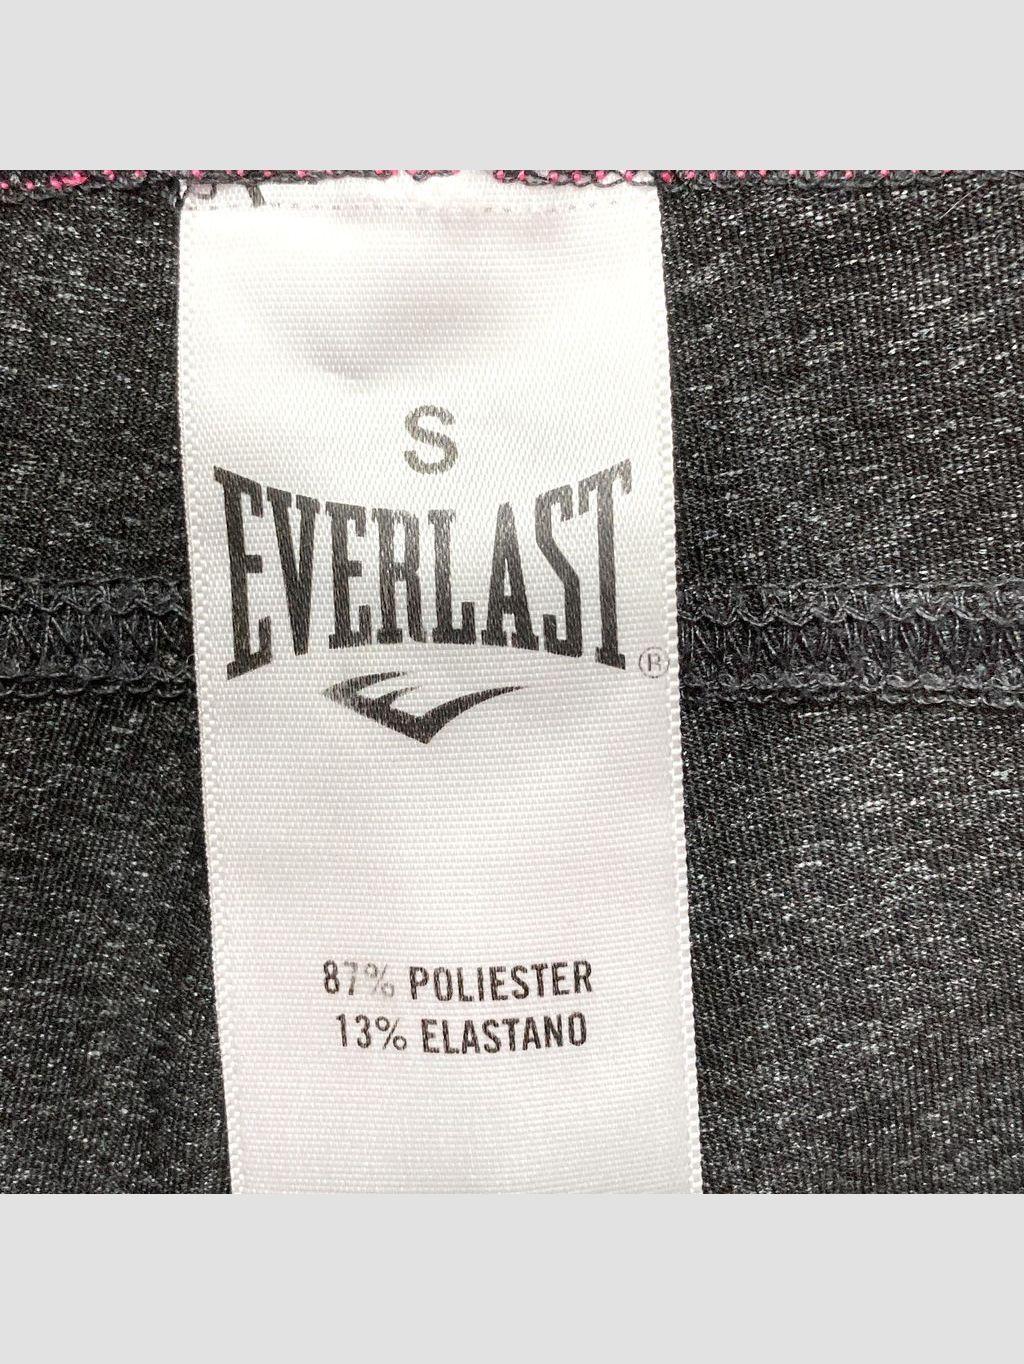 S
EVERLAST
®
87% POLIESTER
13% ELASTANO